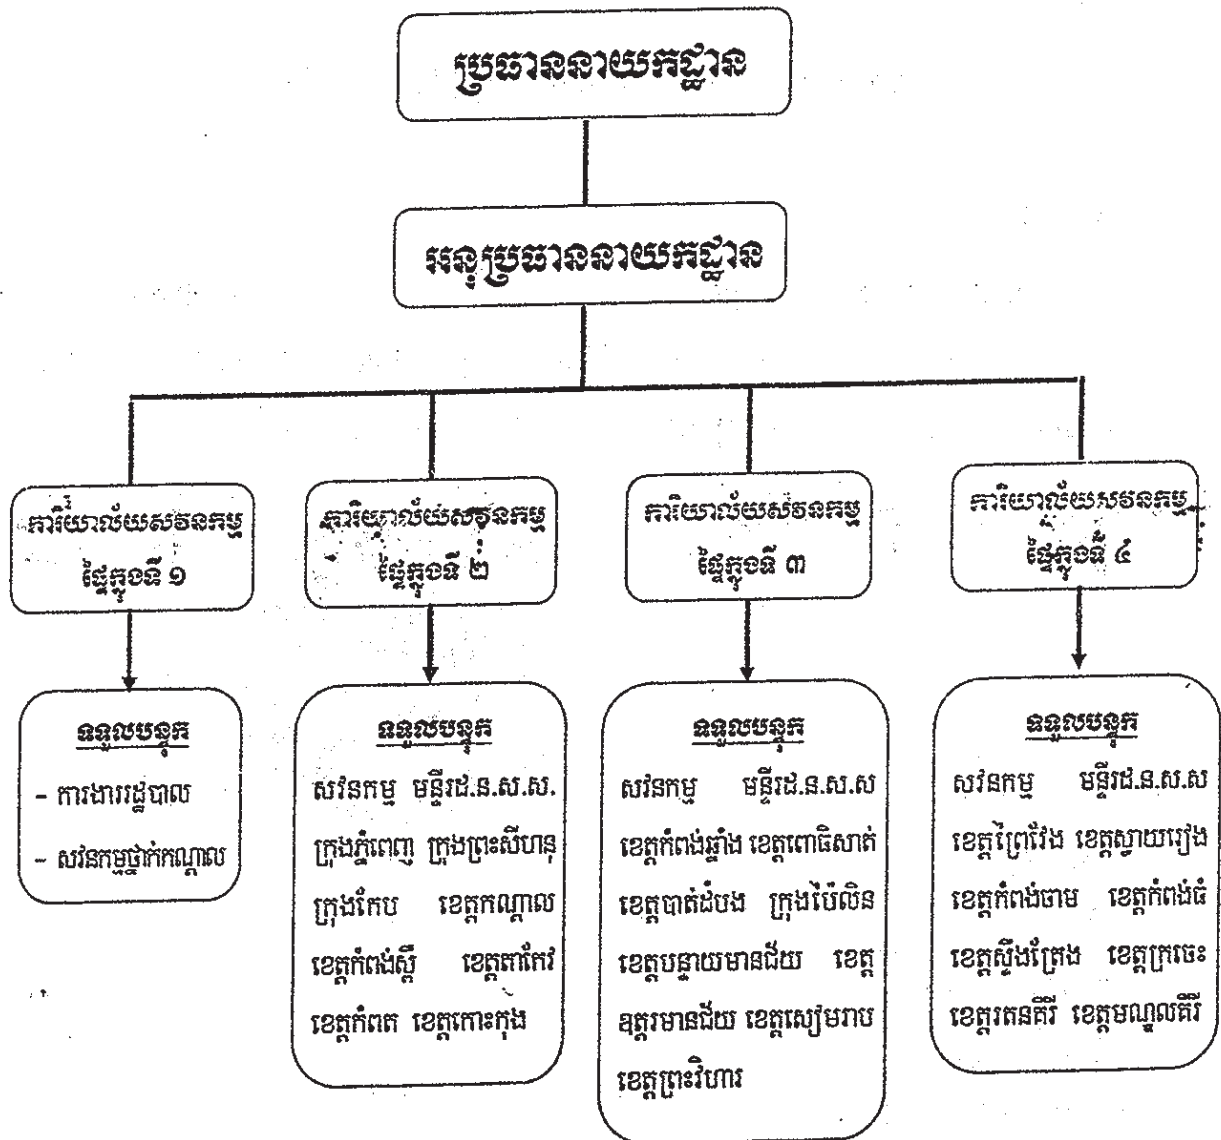 ប្រធាននាយកដ្ឋាន
អនុប្រធាននាយកដ្ឋាន
ការិយាល័យសវនកម្ម
ផ្ទៃក្នុងទី ១
ការិយាល័យសវនកម្ម
ផ្ទៃក្នុងទី ២
ការិយាល័យសវនកម្ម
ផ្ទៃក្នុងទី ៣
ការិយាល័យសវនកម្ម
ផ្ទៃក្នុងទី ៤
ទទួលបន្ទុក
- ការងាររដ្ឋបាល
- សវនកម្មថ្នាក់កណ្តាល
ទទួលបន្ទុក
សវនកម្ម មន្ទីរដ.ន.ស.ស.
ក្រុងភ្នំពេញ ក្រុងព្រះសីហនុ
ក្រុងកែប ខេត្តកណ្តាល
ខេត្តកំពង់ស្ពឺ ខេត្តតាកែវ
ខេត្តកំពត ខេត្តកោះកុង
ទទួលបន្ទុក
សវនកម្ម មន្ទីរដ.ន.ស.ស
ខេត្តកំពង់ឆ្នាំង ខេត្តពោធិសាត់
ខេត្តបាត់ដំបង ក្រុងប៉ៃលិន
ខេត្តបន្ទាយមានជ័យ ខេត្ត
ឧត្តរមានជ័យ ខេត្តសៀមរាប
ខេត្តព្រះវិហារ
ទទួលបន្ទុក
សវនកម្ម មន្ទីរដ.ន.ស.ស
ខេត្តព្រៃវែង ខេត្តស្វាយរៀង
ខេត្តកំពង់ចាម ខេត្តកំពង់ធំ
ខេត្តស្ទឹងត្រែង ខេត្តក្រចេះ
ខេត្តរតនគិរី ខេត្តមណ្ឌលគិរី